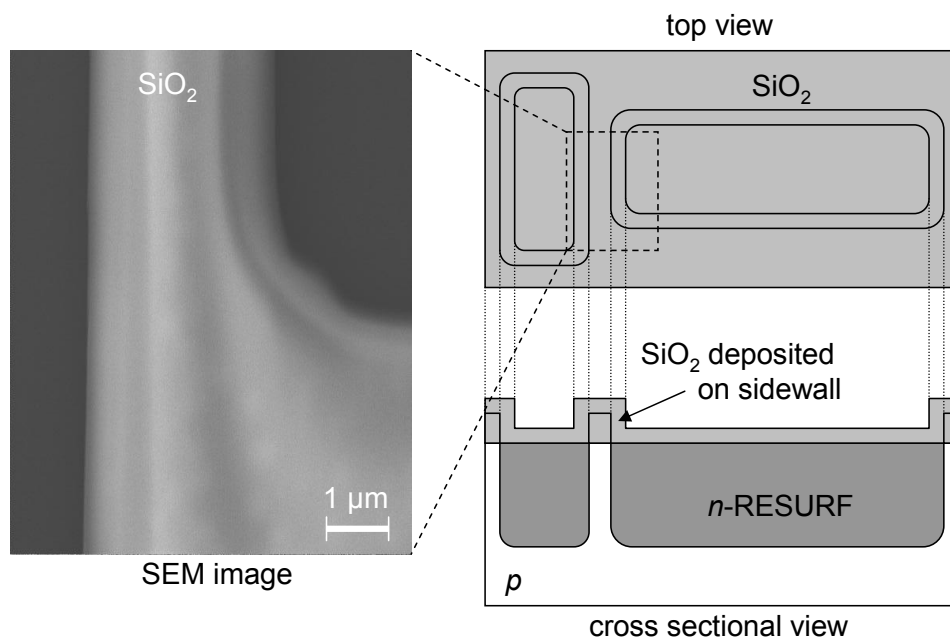 top view
SiO₂
SiO₂
SiO₂ deposited
on sidewall
1 μm
n-RESURF
SEM image
p
cross sectional view